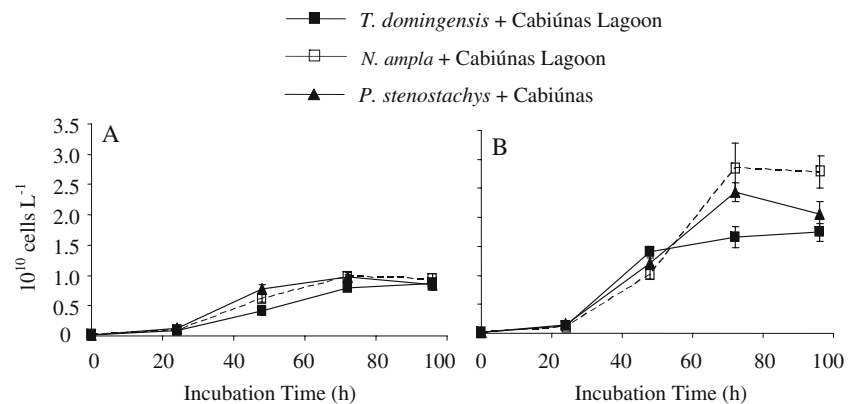 T. domingensis + Cabiúnas Lagoon
N. ampla + Cabiúnas Lagoon
P. stenostachys + Cabiúnas
A
B
3.5
3.0
2.5
2.0
1.5
1.0
0.5
0
10¹⁰ cells L⁻¹
0 20 40 60 80 100
0 20 40 60 80 100
Incubation Time (h)
Incubation Time (h)